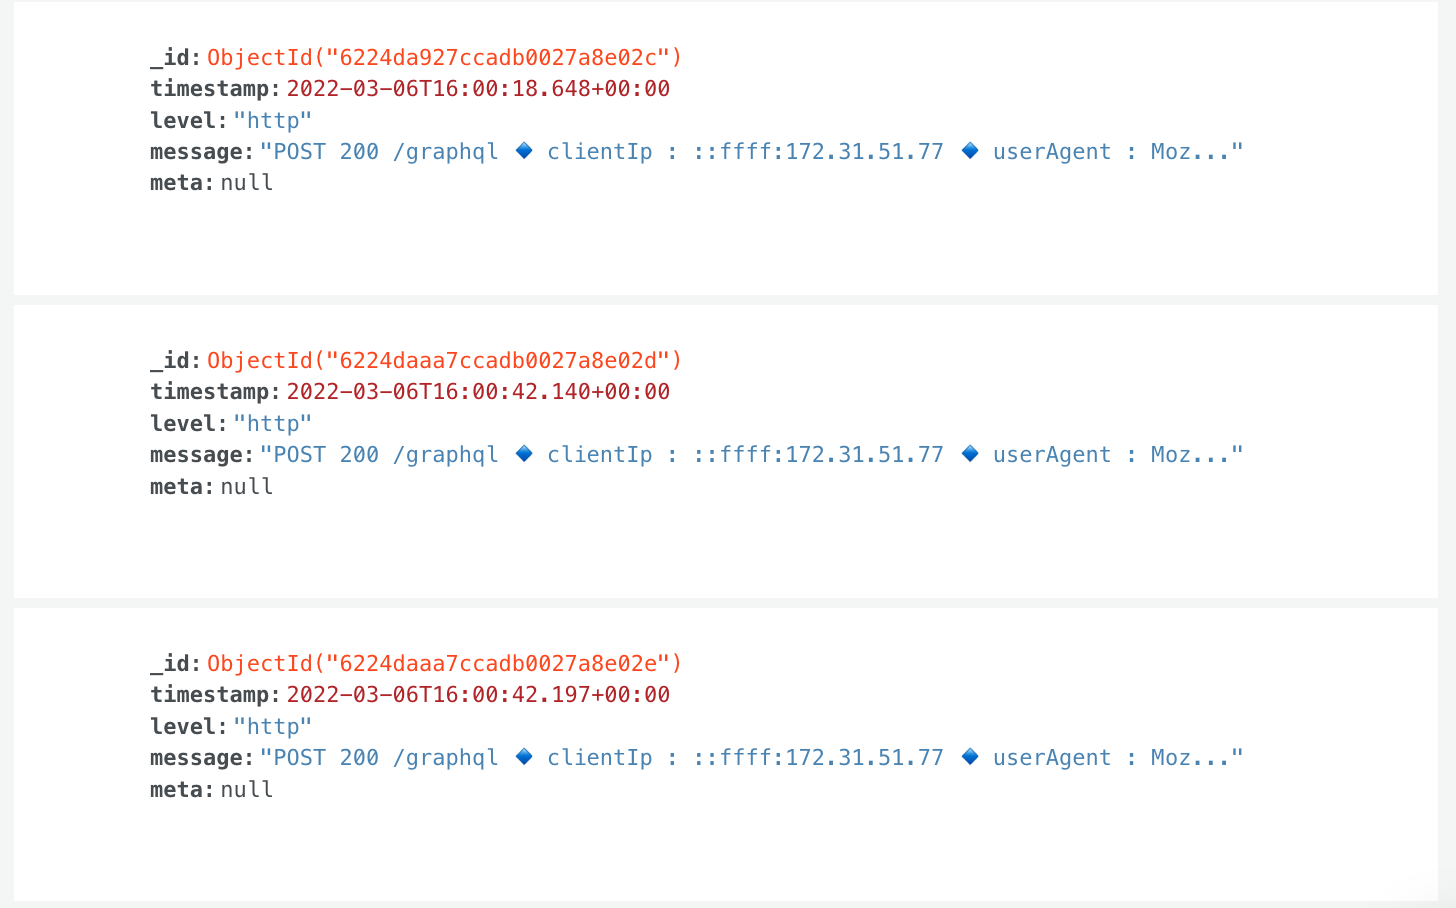 _id: ObjectId("6224da927ccadb0027a8e02c")
timestamp: 2022-03-06T16:00:18.648+00:00
level: "http"
message: "POST 200 /graphql 🔹 clientIp : ::ffff:172.31.51.77 🔹 userAgent : Moz..."
meta: null
_id: ObjectId("6224daaa7ccadb0027a8e02d")
timestamp: 2022-03-06T16:00:42.140+00:00
level: "http"
message: "POST 200 /graphql 🔹 clientIp : ::ffff:172.31.51.77 🔹 userAgent : Moz..."
meta: null
_id: ObjectId("6224daaa7ccadb0027a8e02e")
timestamp: 2022-03-06T16:00:42.197+00:00
level: "http"
message: "POST 200 /graphql 🔹 clientIp : ::ffff:172.31.51.77 🔹 userAgent : Moz..."
meta: null